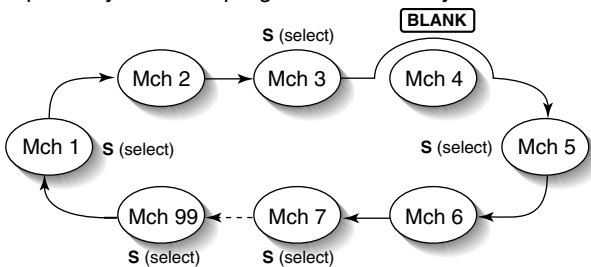 BLANK
S (select)
Mch 2
Mch 3
Mch 4
Mch 1
S (select)
S (select)
Mch 5
Mch 99
Mch 7
Mch 6
S (select)
S (select)